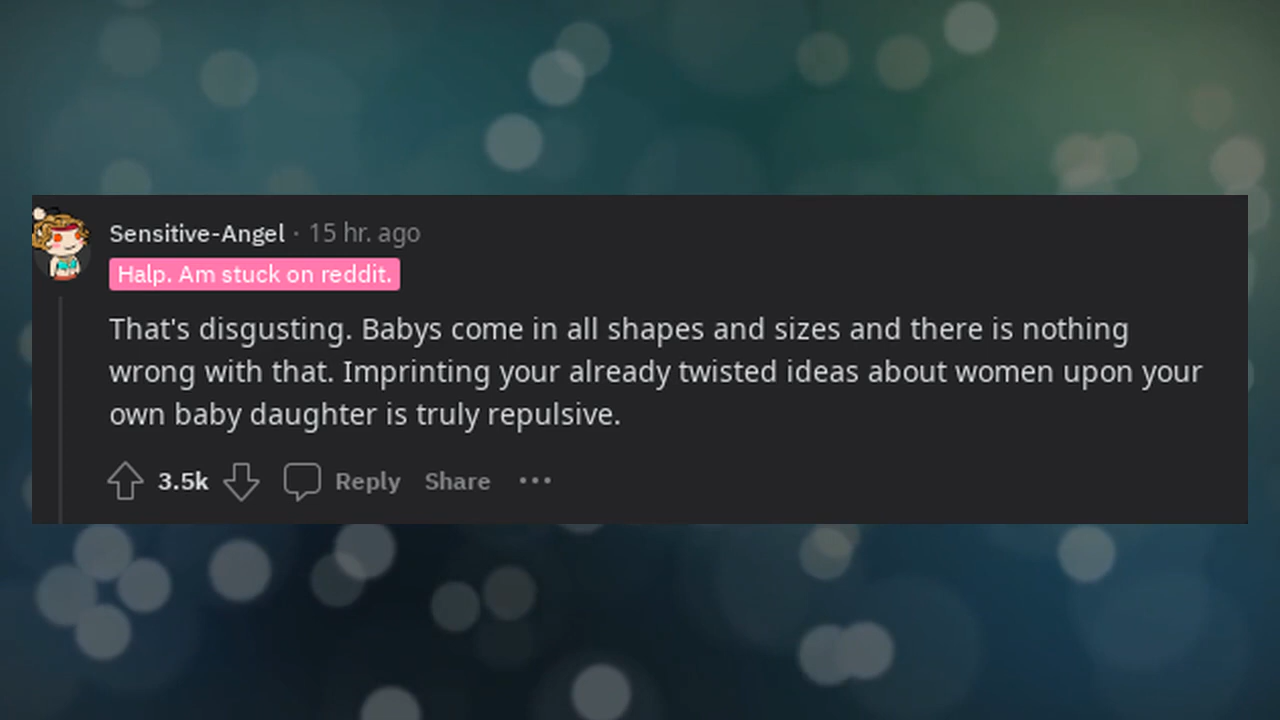 Sensitive-Angel · 15 hr. ago
Halp. Am stuck on reddit.
That's disgusting. Babys come in all shapes and sizes and there is nothing
wrong with that. Imprinting your already twisted ideas about women upon your
own baby daughter is truly repulsive.
3.5k Reply Share •••